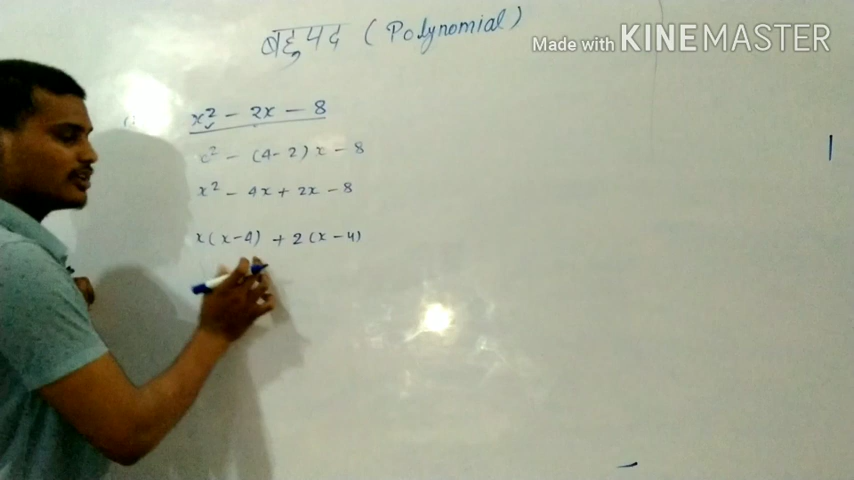 बहुपद (Polynomial)
Made with KINEMASTER
x² - 2x - 8
x² - (4-2) x - 8
x² - 4x + 2x - 8
x(x-4) + 2(x-4)